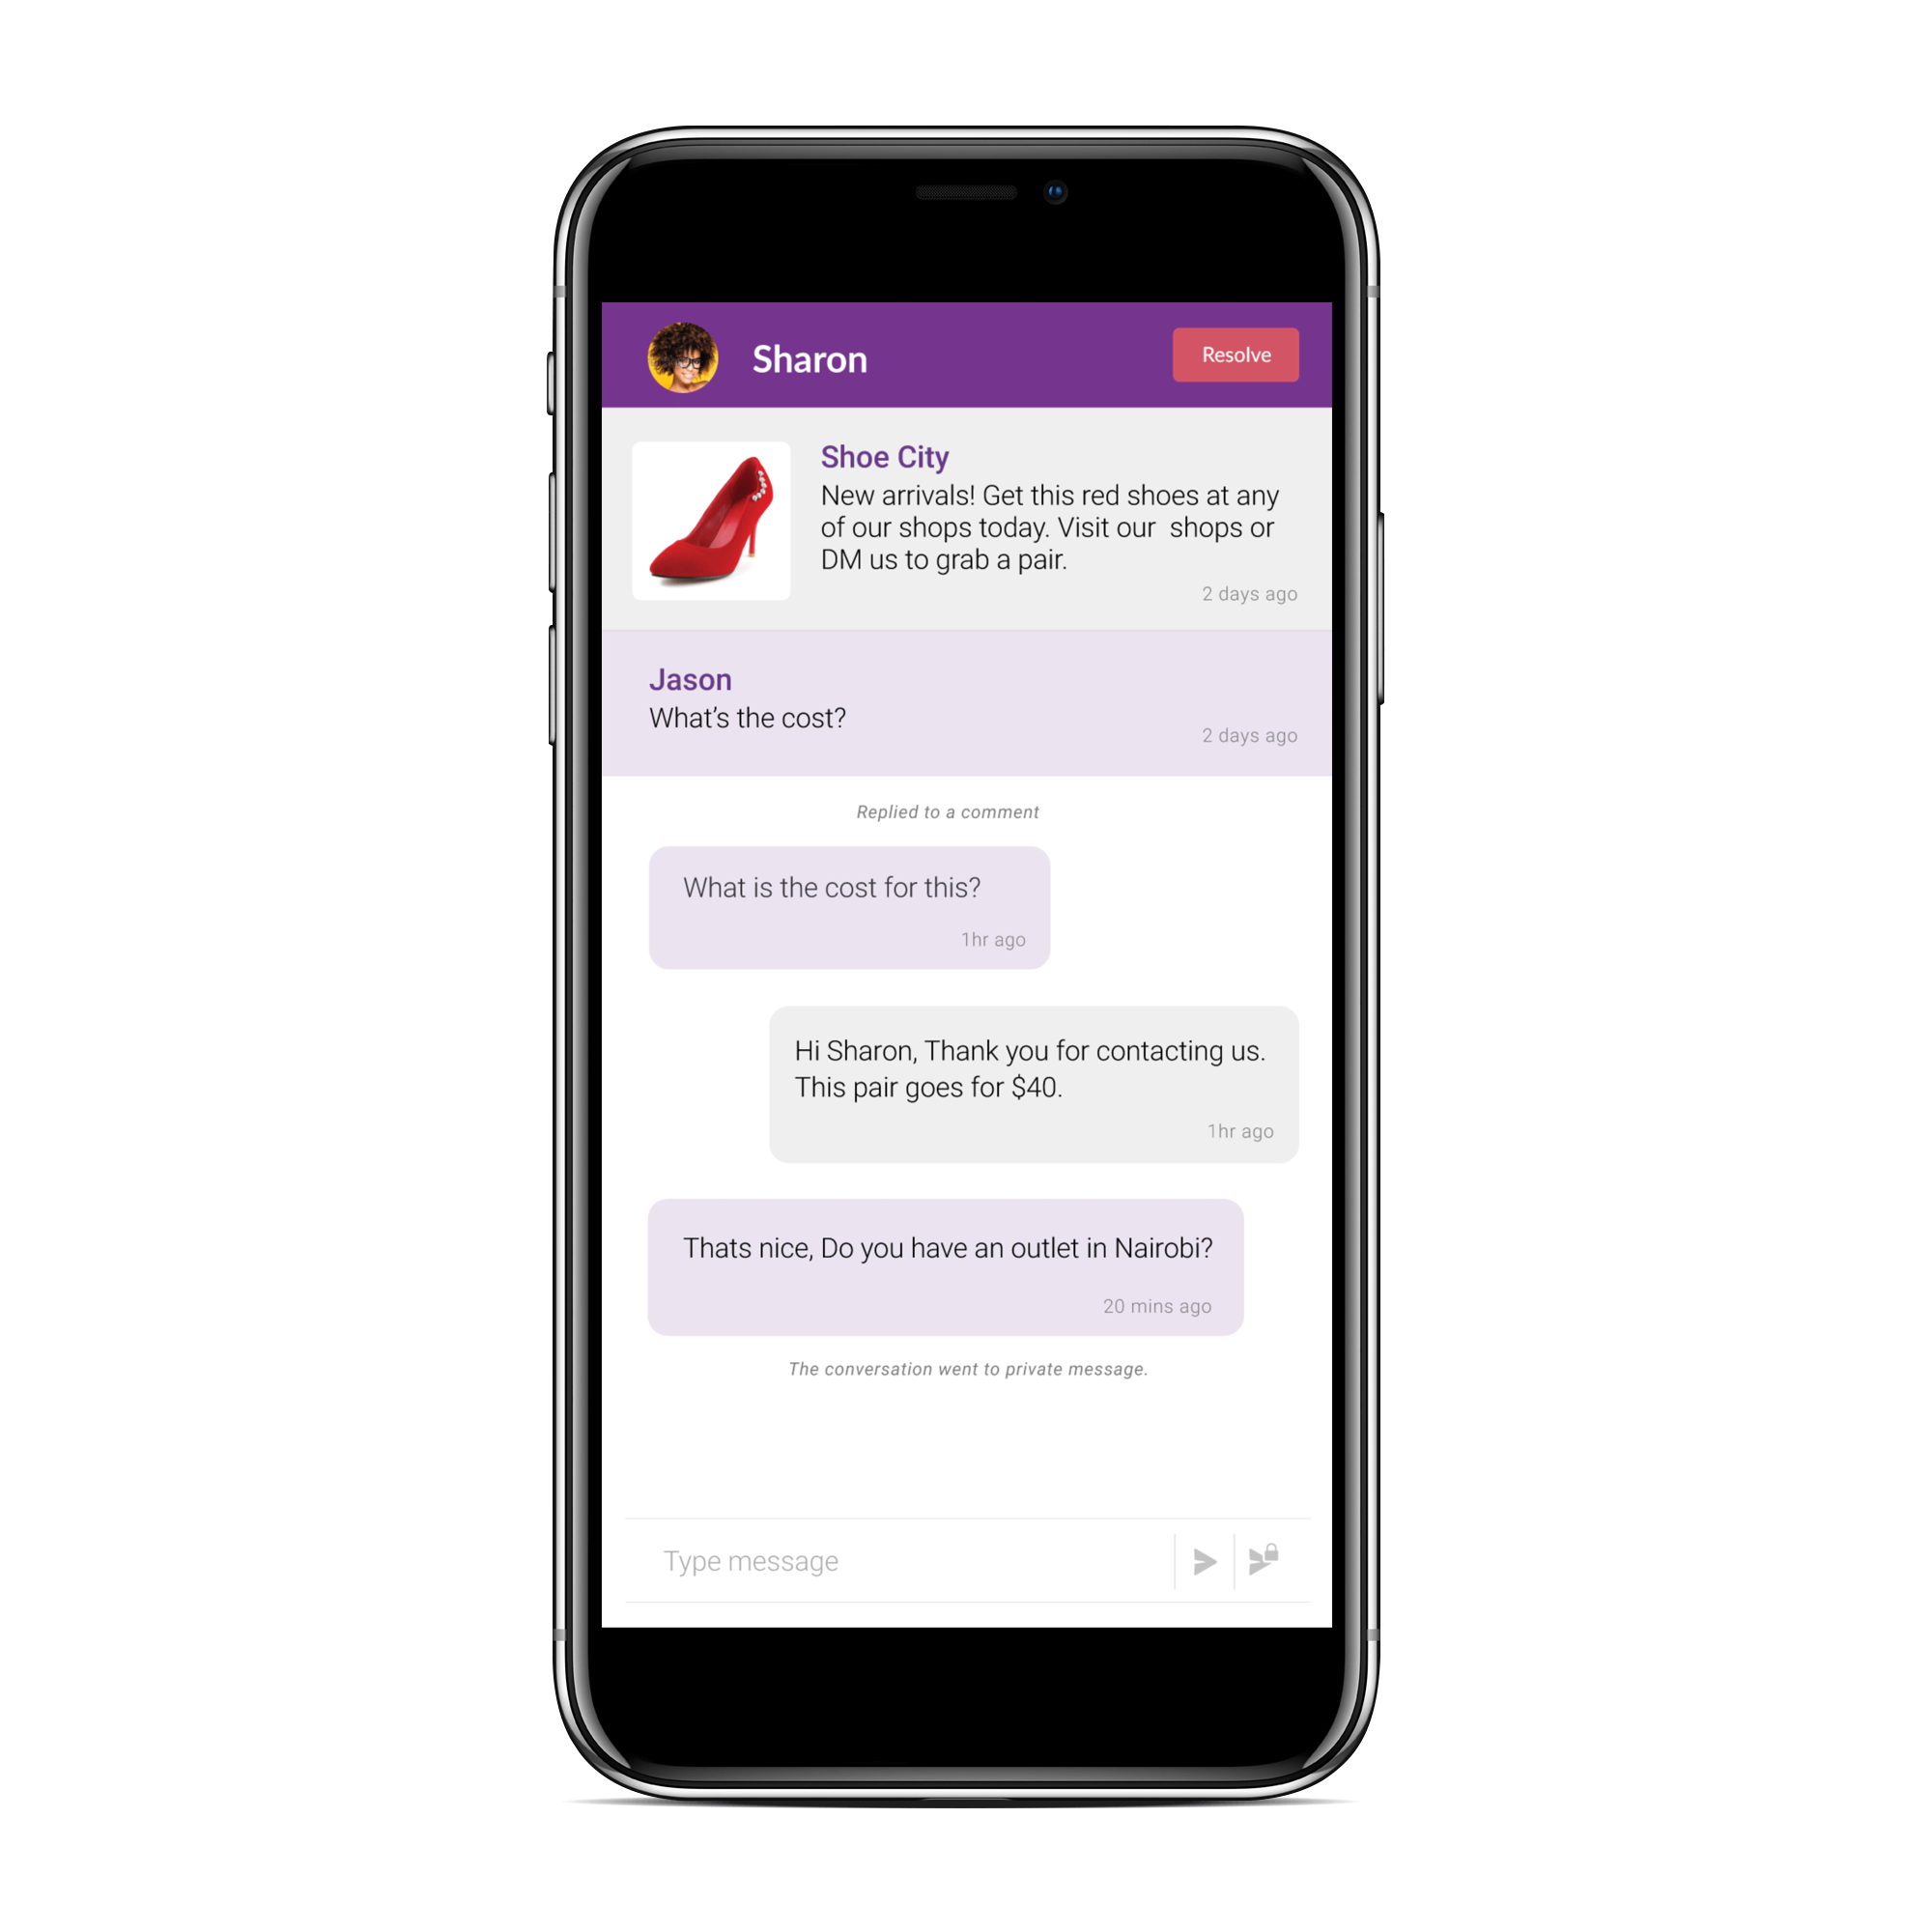 Sharon
Resolve
Shoe City
New arrivals! Get this red shoes at any
of our shops today. Visit our  shops or
DM us to grab a pair.
2 days ago
Jason
What's the cost?
2 days ago
Replied to a comment
What is the cost for this?
1hr ago
Hi Sharon, Thank you for contacting us.
This pair goes for $40.
1hr ago
Thats nice, Do you have an outlet in Nairobi?
20 mins ago
The conversation went to private message.
Type message